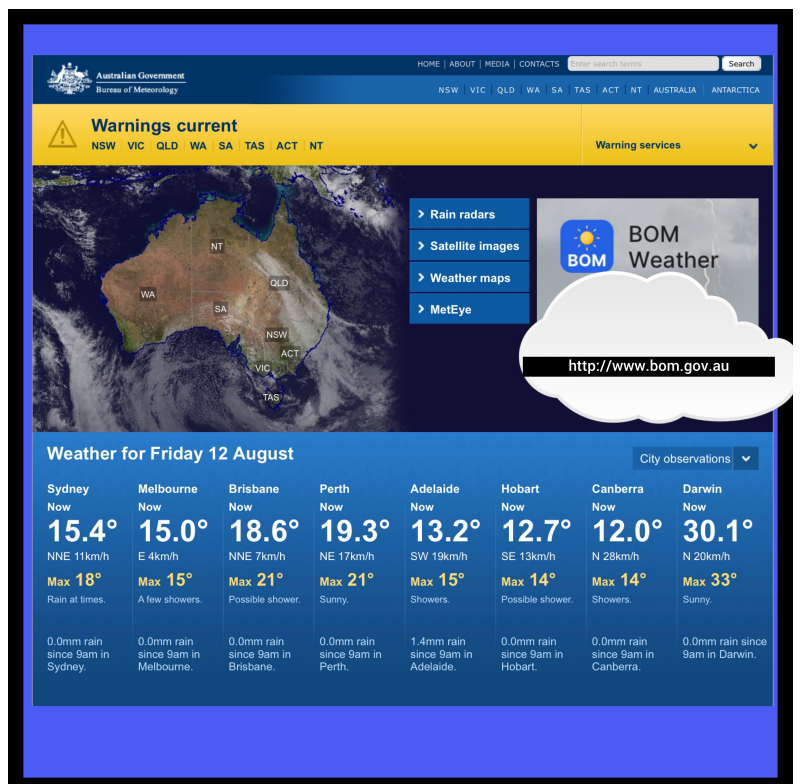 HOME | ABOUT | MEDIA | CONTACTS
Enter search terms
Search
Australian Government
Bureau of Meteorology
NSW | VIC | QLD | WA | SA | TAS | ACT | NT | AUSTRALIA | ANTARCTICA
Warnings current
NSW | VIC | QLD | WA | SA | TAS | ACT | NT
Warning services
NT
WA
QLD
SA
NSW
ACT
VIC
TAS
Rain radars
Satellite images
Weather maps
MetEye
BOM
BOM
Weather
http://www.bom.gov.au
Weather for Friday 12 August
City observations
Sydney Melbourne Brisbane Perth Adelaide Hobart Canberra Darwin
Now Now Now Now Now Now Now Now
15.4° 15.0° 18.6° 19.3° 13.2° 12.7° 12.0° 30.1°
NNE 11km/h E 4km/h NNE 7km/h NE 17km/h SW 19km/h SE 13km/h N 28km/h N 20km/h
Max 18° Max 15° Max 21° Max 21° Max 15° Max 14° Max 14° Max 33°
Rain at times. A few showers. Possible shower. Sunny. Showers. Possible shower. Showers. Sunny.
0.0mm rain 0.0mm rain 0.0mm rain 0.0mm rain 1.4mm rain 0.0mm rain 0.0mm rain 0.0mm rain since
since 9am in since 9am in since 9am in since 9am in since 9am in since 9am in since 9am in 9am in Darwin.
Sydney. Melbourne. Brisbane. Perth. Adelaide. Hobart. Canberra.